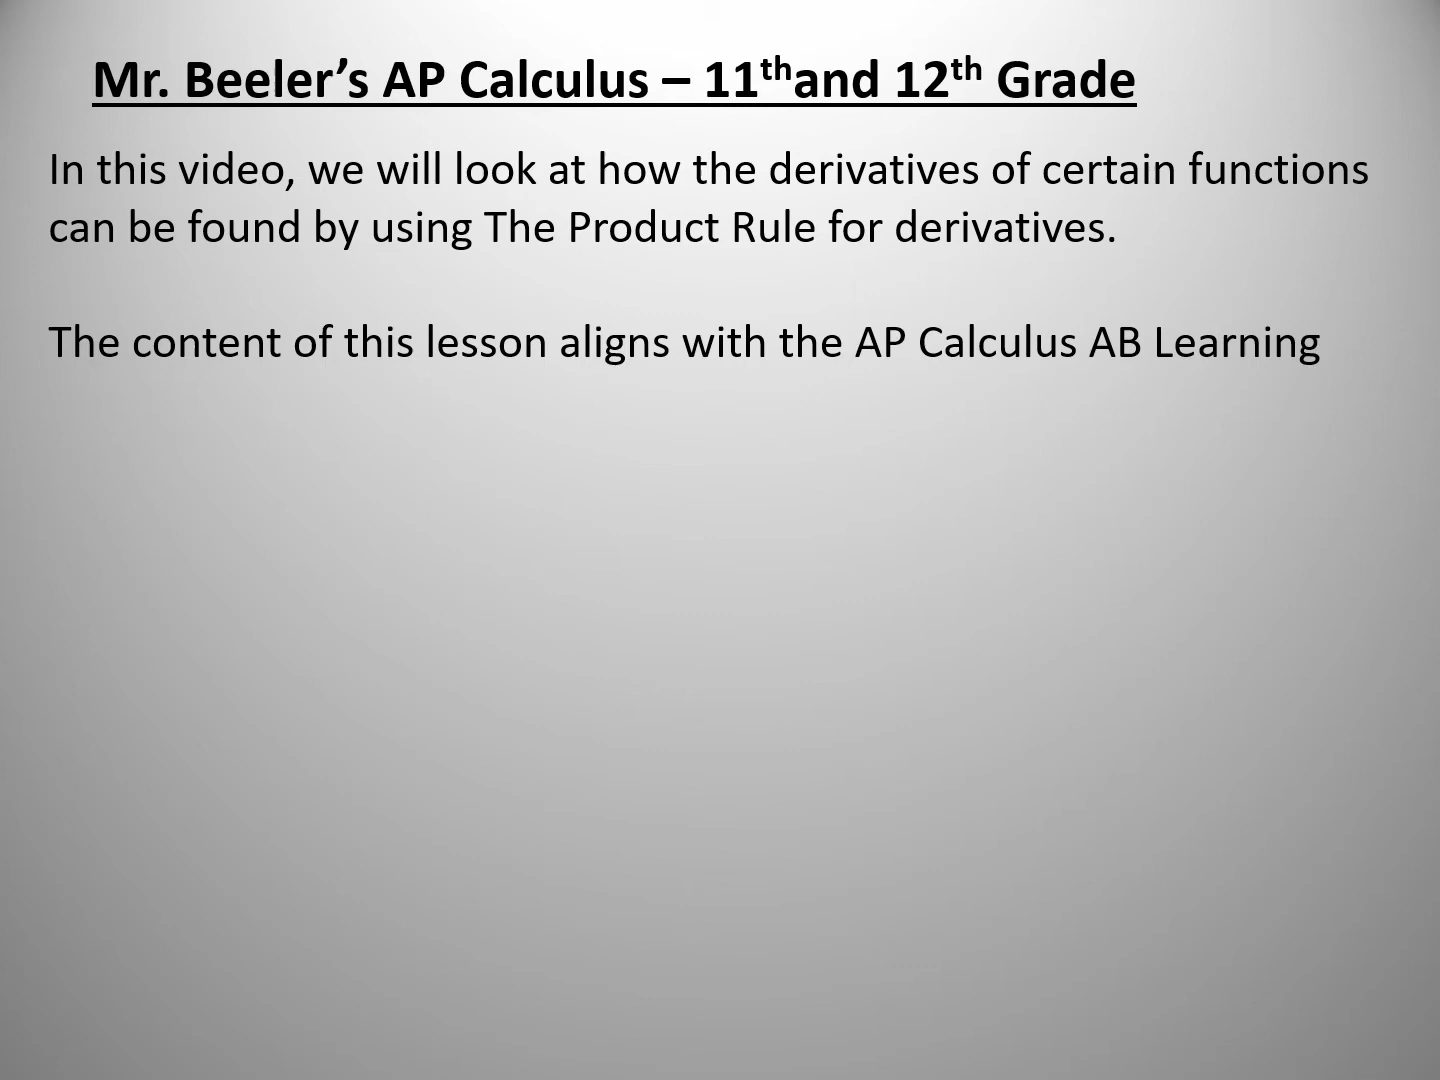 Mr. Beeler’s AP Calculus – 11thand 12th Grade
In this video, we will look at how the derivatives of certain functions
can be found by using The Product Rule for derivatives.
The content of this lesson aligns with the AP Calculus AB Learning